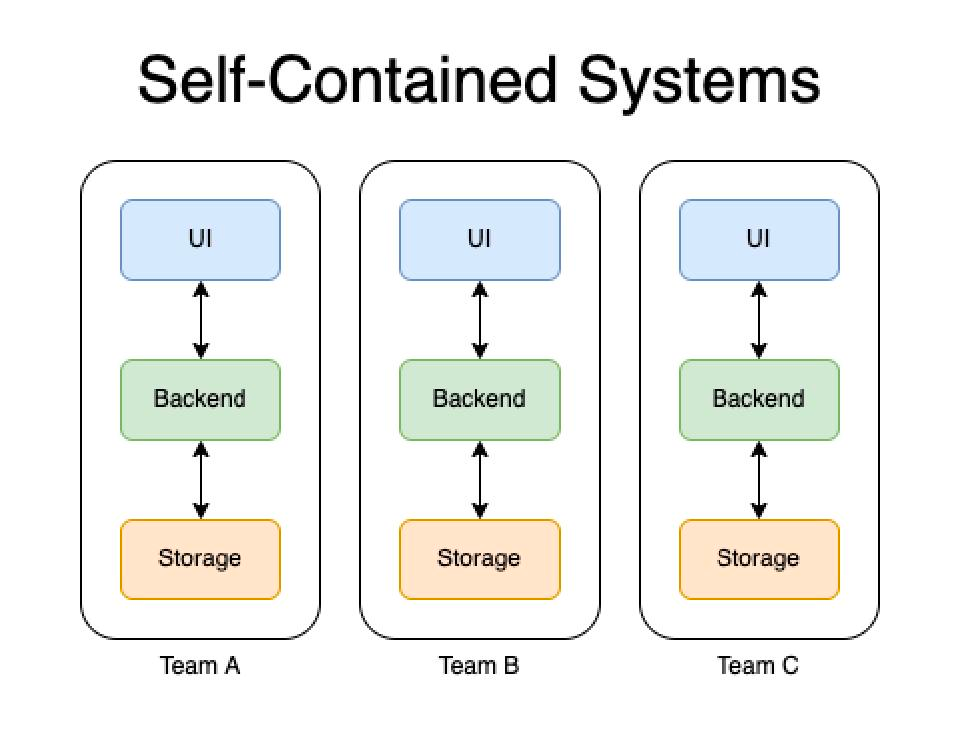 Self-Contained Systems
UI
UI
UI
Backend
Backend
Backend
Storage
Storage
Storage
Team A
Team B
Team C